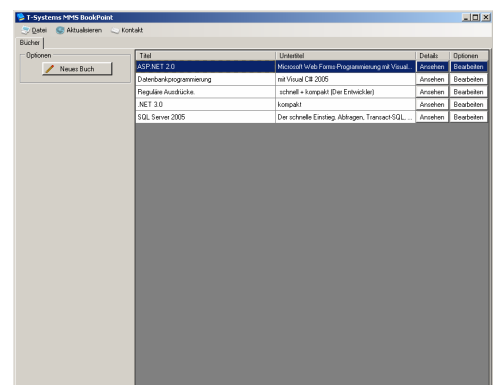 T-Systems MMS BookPoint
Datei Aktualisieren Kontakt
Bücher
Optionen
Neues Buch
Titel Untertitel Details Optionen
ASP.NET 2.0 Microsoft Web Forms-Programmierung mit Visual... Ansehen Bearbeiten
Datenbankprogrammierung mit Visual C# 2005 Ansehen Bearbeiten
Reguläre Ausdrücke. schnell + kompakt (Der Entwickler) Ansehen Bearbeiten
.NET 3.0 kompakt Ansehen Bearbeiten
SQL Server 2005 Der schnelle Einstieg. Abfragen, Transact-SQL, ... Ansehen Bearbeiten